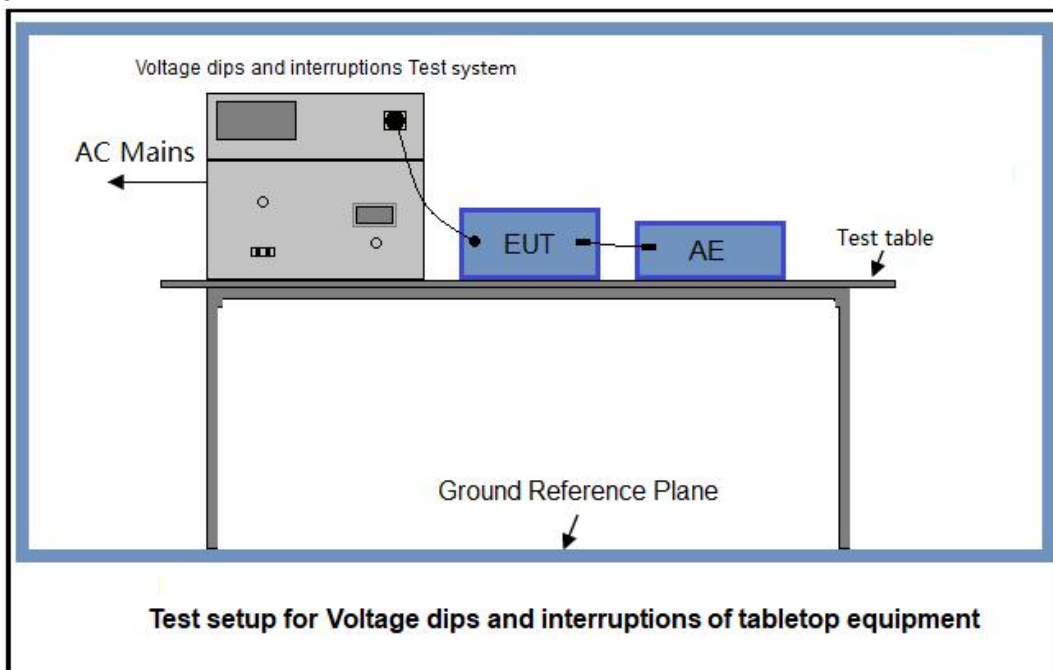 Voltage dips and interruptions Test system
AC Mains
EUT
AE
Test table
Ground Reference Plane
Test setup for Voltage dips and interruptions of tabletop equipment